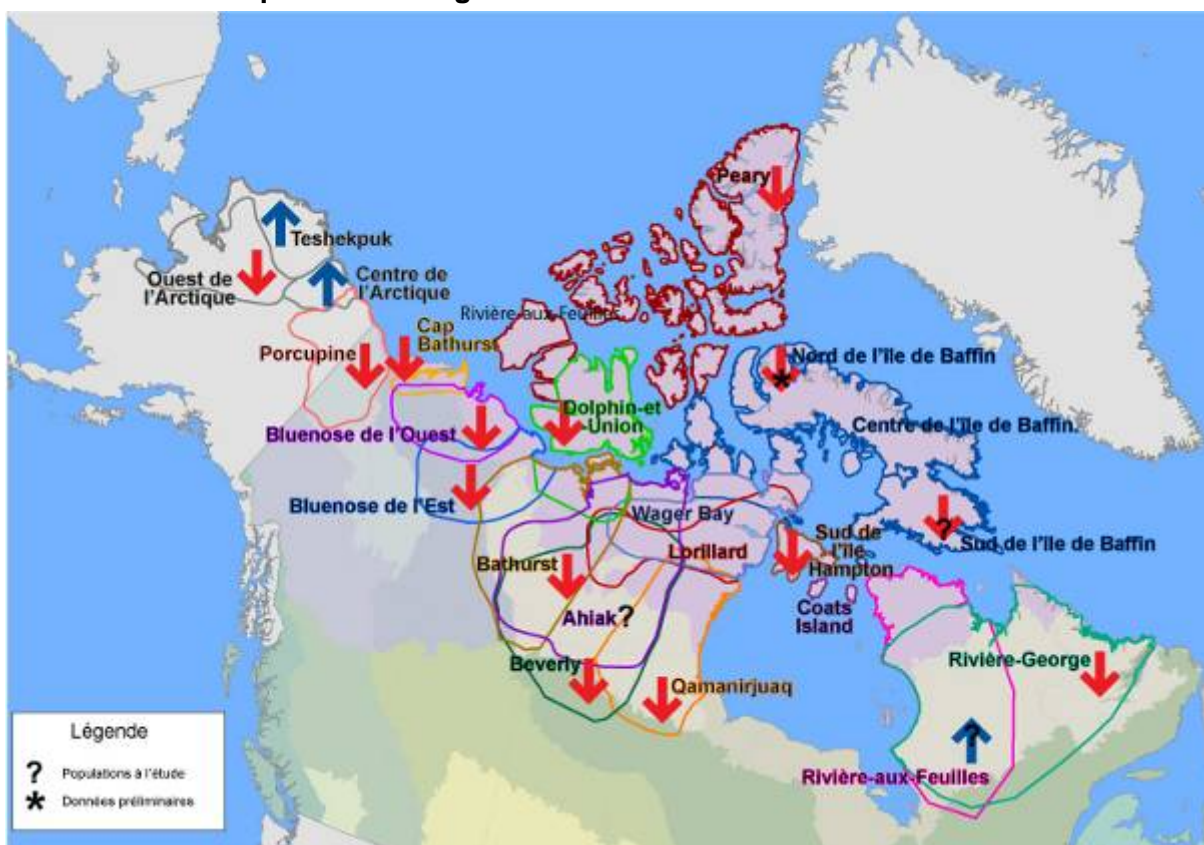 Peary
Teshekpuk
Ouest de
l'Arctique
Centre de
l'Arctique
Rivière-aux-Feuilles
Cap
Bathurst
Porcupine
Nord de l'île de Baffin
Dolphin-et
-Union
Centre de l'île de Baffin
Bluenose de l'Ouest
Bluenose de l'Est
Wager Bay
Sud de
l'île
Hampton
Sud de l'île de Baffin
?
Lorillard
Bathurst
Coats
Island
Ahiak ?
Beverly
Rivière-George
Qamanirjuaq
?
Rivière-aux-Feuilles
*
Légende
? Populations à l'étude
* Données préliminaires